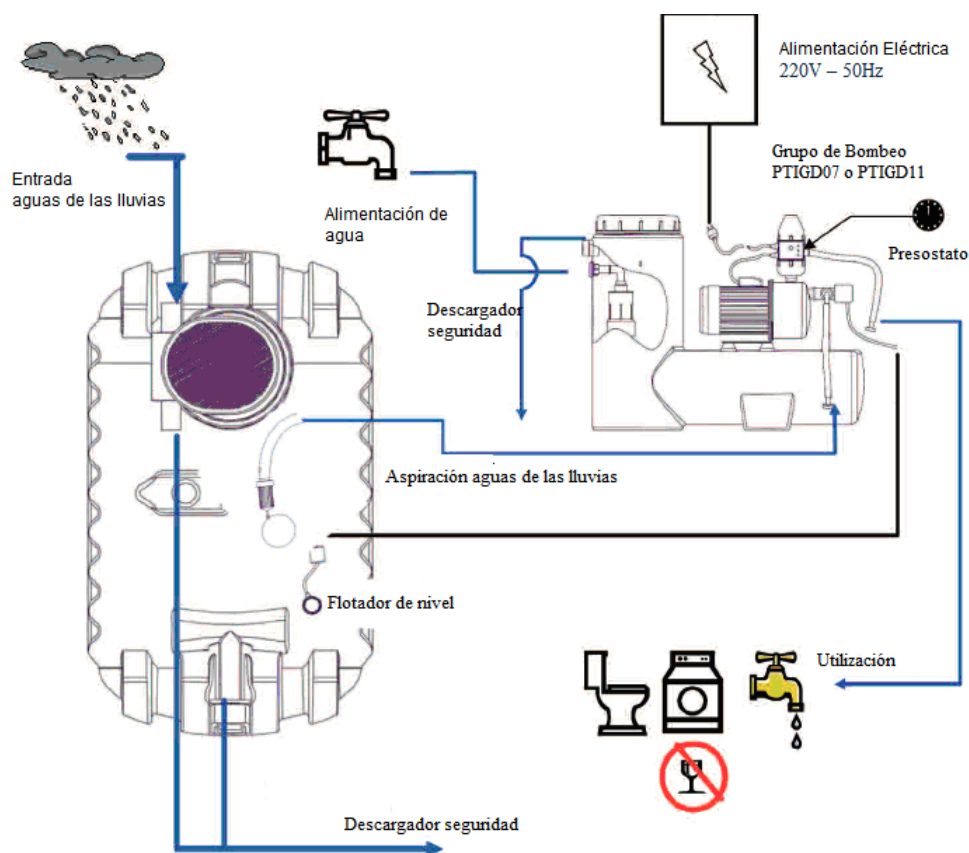 Alimentación Eléctrica
220V – 50Hz
Grupo de Bombeo
PTIGD07 o PTIGD11
Entrada
aguas de las lluvias
Alimentación de
agua
Presostato
Descargador
seguridad
Aspiración aguas de las lluvias
Flotador de nivel
Utilización
Descargador seguridad